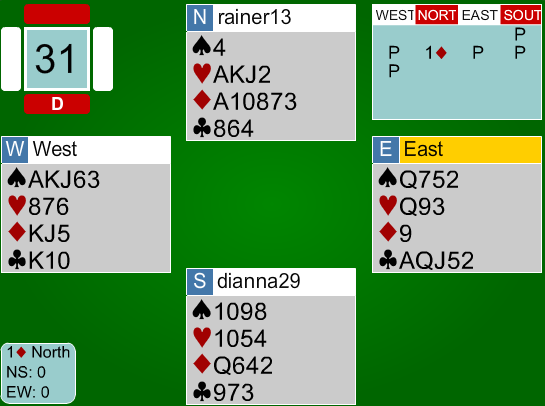 31
D
N rainer13
♠4
♥AKJ2
♦A10873
♣864
WEST NORT EAST SOUT
P
P 1♦ P P
P
W West
♠AKJ63
♥876
♦KJ5
♣K10
E East
♠Q752
♥Q93
♦9
♣AQJ52
S dianna29
♠1098
♥1054
♦Q642
♣973
1♦ North
NS: 0
EW: 0